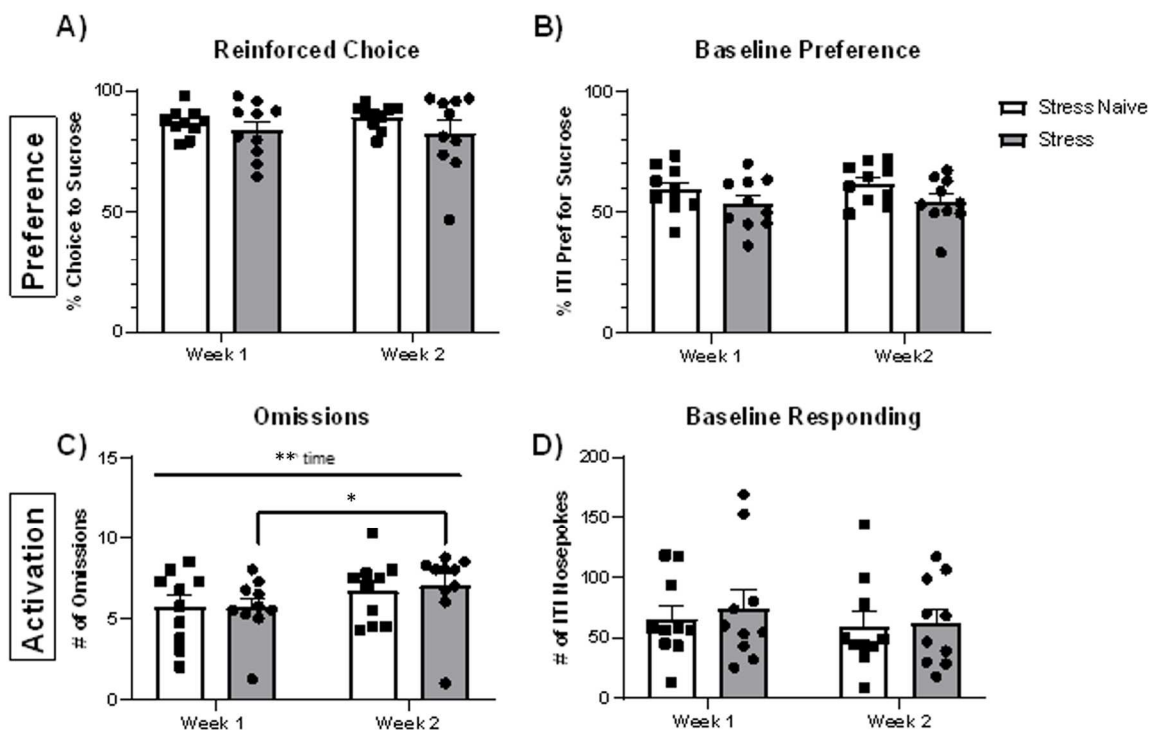 A)
Reinforced Choice
Preference
% Choice to Sucrose
100
50
0
Week 1
Week 2
B)
Baseline Preference
% ITI Pref for Sucrose
100
50
0
Week 1
Week2
Stress Naive
Stress
C)
Omissions
Activation
# of Omissions
15
10
5
0
** time
*
Week 1
Week 2
D)
Baseline Responding
# of ITI Nosepokes
200
150
100
50
0
Week 1
Week 2